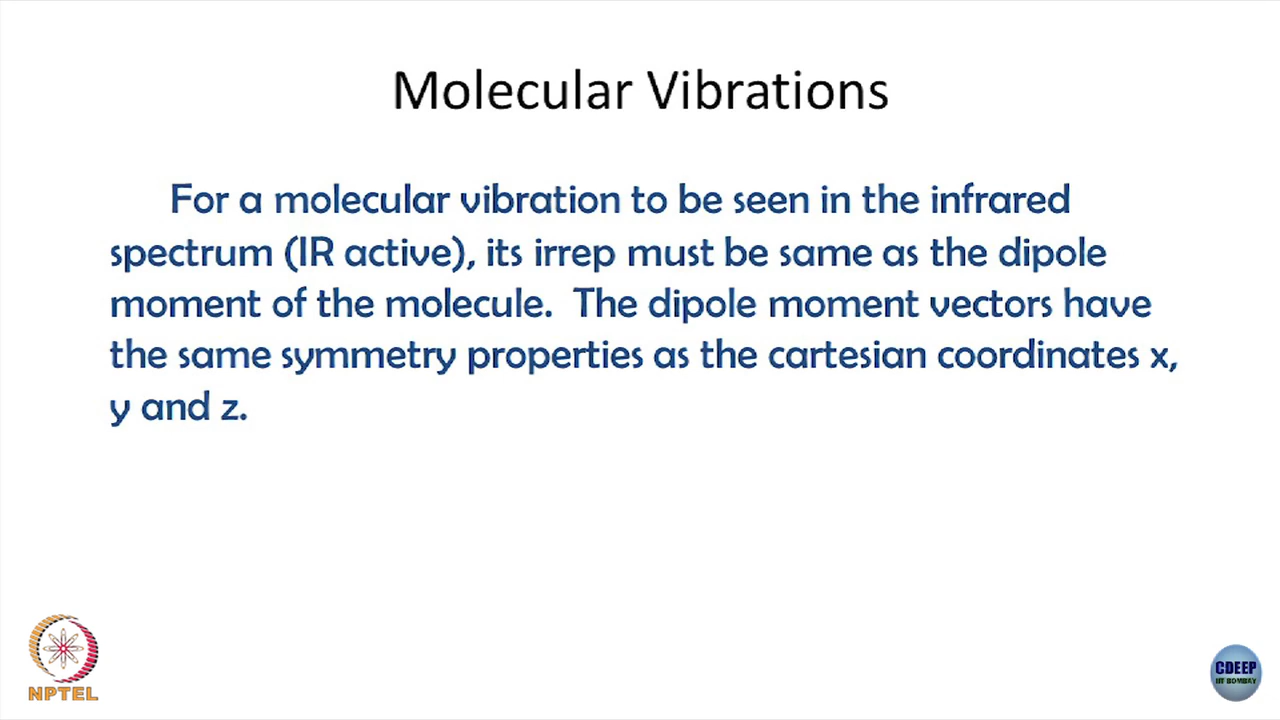 Molecular Vibrations
For a molecular vibration to be seen in the infrared
spectrum (IR active), its irrep must be same as the dipole
moment of the molecule. The dipole moment vectors have
the same symmetry properties as the cartesian coordinates x,
y and z.
NPTEL
CDEEP
IIT BOMBAY